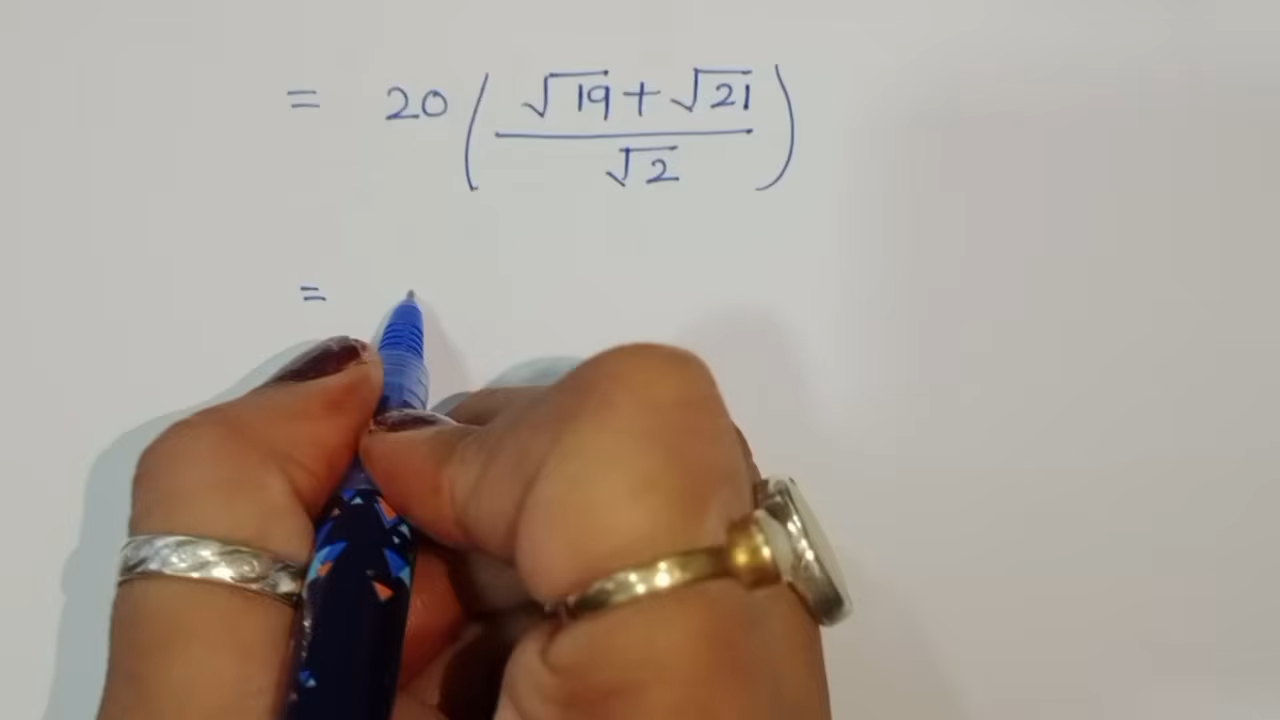 = 20 ( √19 + √21 / √2 )
=